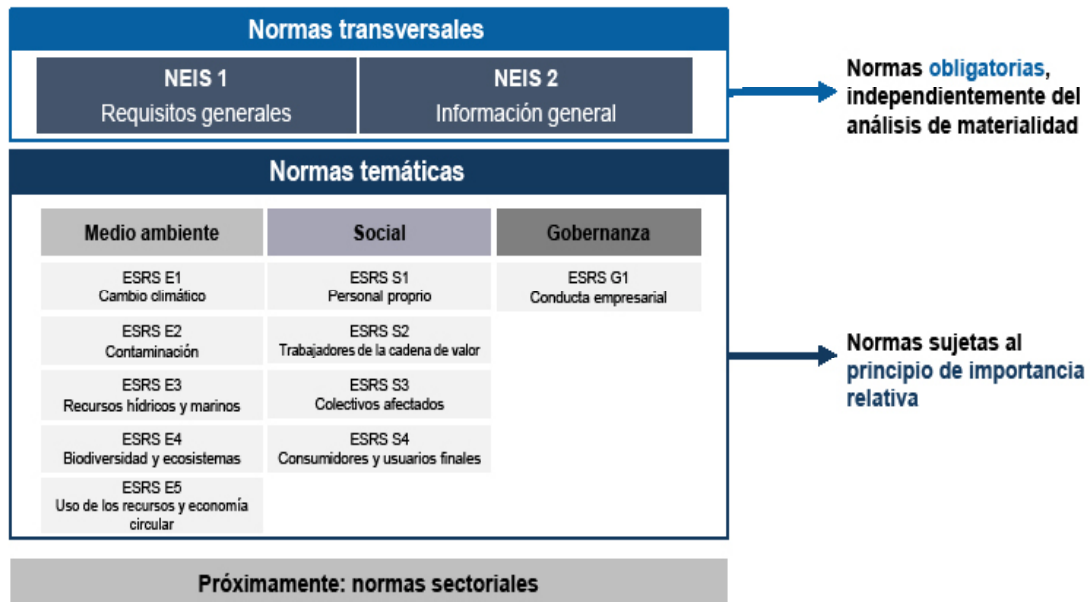 Normas transversales
NEIS 1
Requisitos generales
NEIS 2
Información general
Normas obligatorias,
independientemente del
análisis de materialidad
Normas temáticas
Medio ambiente
ESRS E1
Cambio climático
ESRS E2
Contaminación
ESRS E3
Recursos hídricos y marinos
ESRS E4
Biodiversidad y ecosistemas
ESRS E5
Uso de los recursos y economía
circular
Social
ESRS S1
Personal proprio
ESRS S2
Trabajadores de la cadena de valor
ESRS S3
Colectivos afectados
ESRS S4
Consumidores y usuarios finales
Gobernanza
ESRS G1
Conducta empresarial
Normas sujetas al
principio de importancia
relativa
Próximamente: normas sectoriales